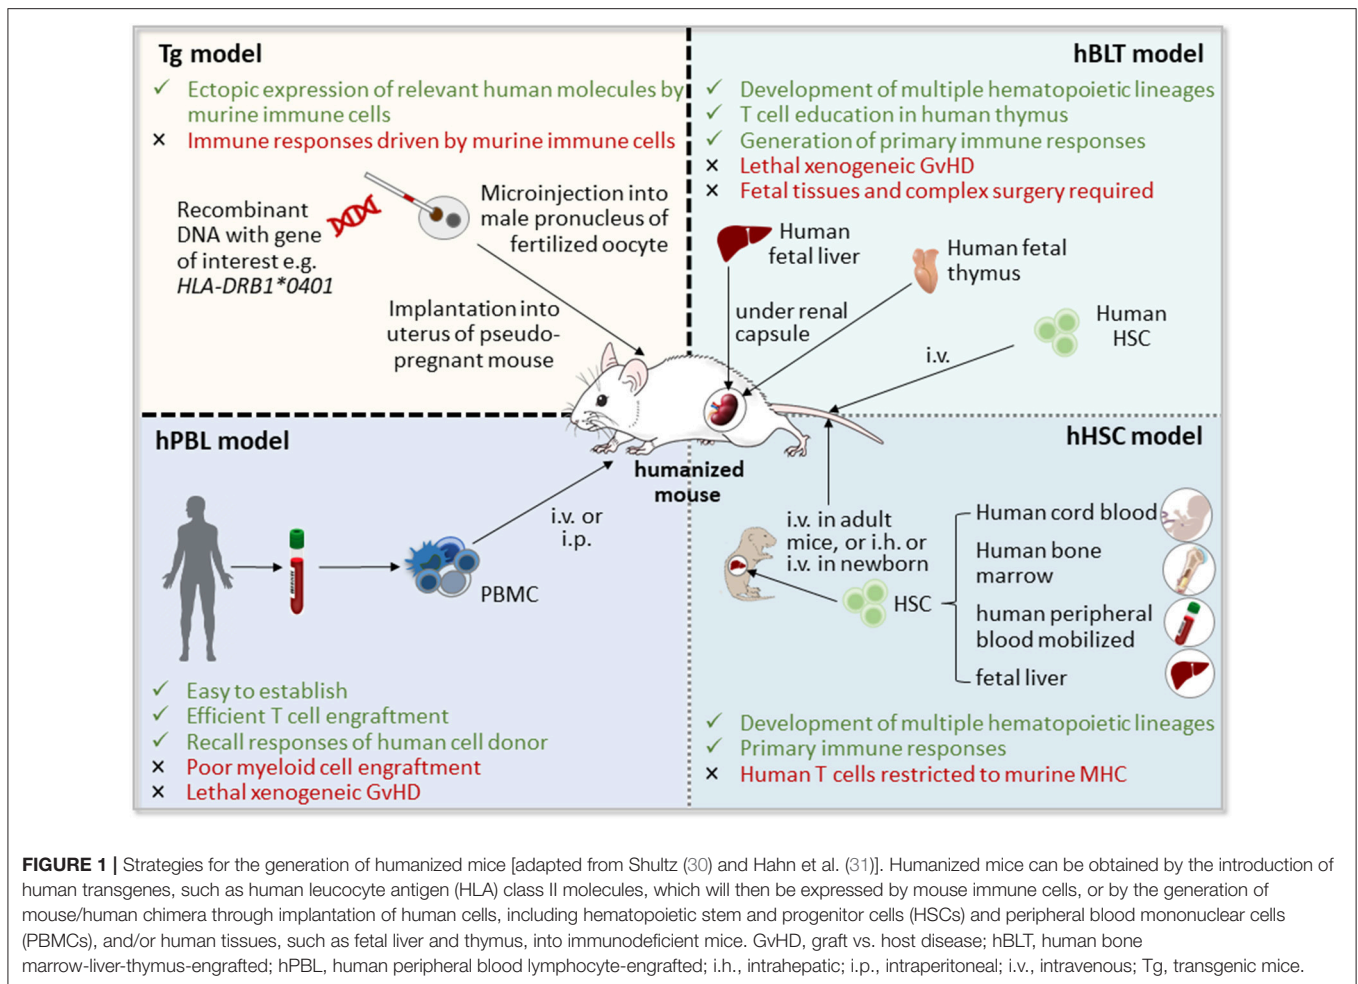 Tg model
✓ Ectopic expression of relevant human molecules by
murine immune cells
× Immune responses driven by murine immune cells
Recombinant
DNA with gene
of interest e.g.
HLA-DRB1*0401
Microinjection into
male pronucleus of
fertilized oocyte
Implantation into
uterus of pseudo-
pregnant mouse
hBLT model
✓ Development of multiple hematopoietic lineages
✓ T cell education in human thymus
✓ Generation of primary immune responses
× Lethal xenogeneic GvHD
× Fetal tissues and complex surgery required
Human
fetal liver
Human fetal
thymus
under renal
capsule
Human
HSC
i.v.
humanized
mouse
hPBL model
i.v. or
i.p.
PBMC
✓ Easy to establish
✓ Efficient T cell engraftment
✓ Recall responses of human cell donor
× Poor myeloid cell engraftment
× Lethal xenogeneic GvHD
hHSC model
i.v. in adult
mice, or i.h. or
i.v. in newborn
HSC
Human cord blood
Human bone
marrow
human peripheral
blood mobilized
fetal liver
✓ Development of multiple hematopoietic lineages
✓ Primary immune responses
× Human T cells restricted to murine MHC
FIGURE 1 | Strategies for the generation of humanized mice [adapted from Shultz (30) and Hahn et al. (31)]. Humanized mice can be obtained by the introduction of
human transgenes, such as human leucocyte antigen (HLA) class II molecules, which will then be expressed by mouse immune cells, or by the generation of
mouse/human chimera through implantation of human cells, including hematopoietic stem and progenitor cells (HSCs) and peripheral blood mononuclear cells
(PBMCs), and/or human tissues, such as fetal liver and thymus, into immunodeficient mice. GvHD, graft vs. host disease; hBLT, human bone
marrow-liver-thymus-engrafted; hPBL, human peripheral blood lymphocyte-engrafted; i.h., intrahepatic; i.p., intraperitoneal; i.v., intravenous; Tg, transgenic mice.